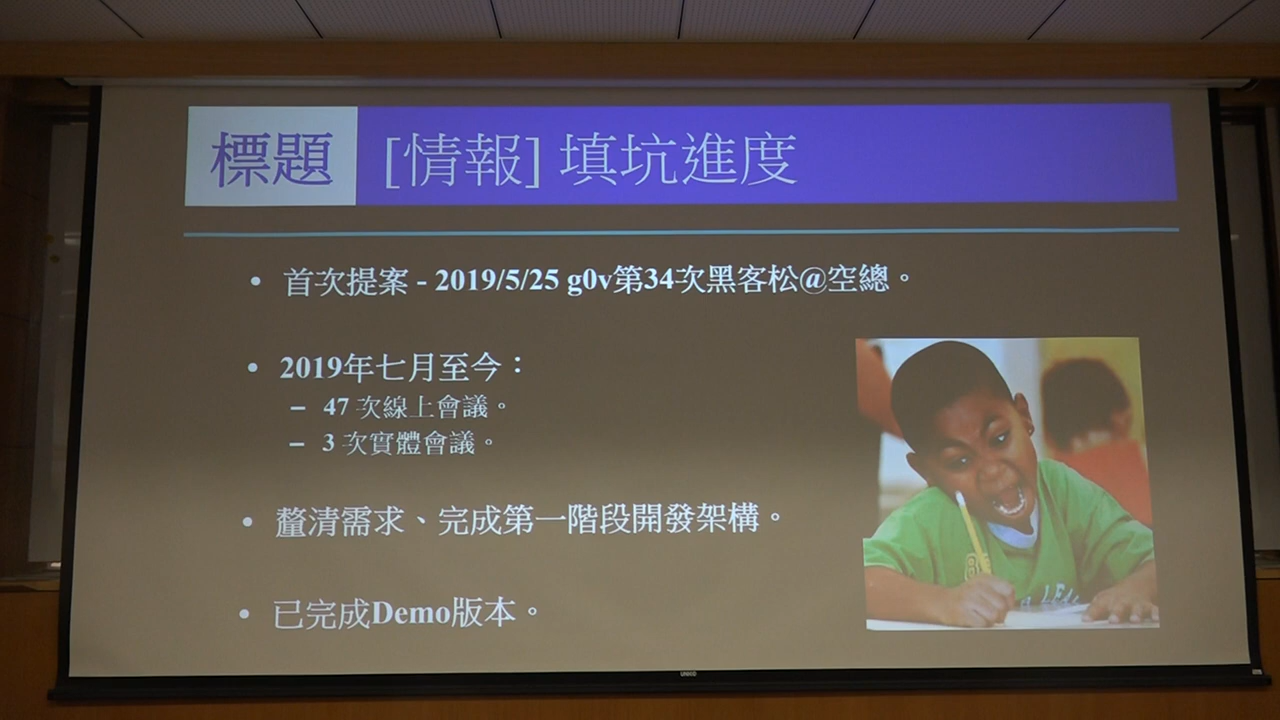 標題 [情報] 填坑進度
• 首次提案 - 2019/5/25 g0v第34次黑客松@空總。
• 2019年七月至今：
– 47 次線上會議。
– 3 次實體會議。
• 釐清需求、完成第一階段開發架構。
• 已完成Demo版本。